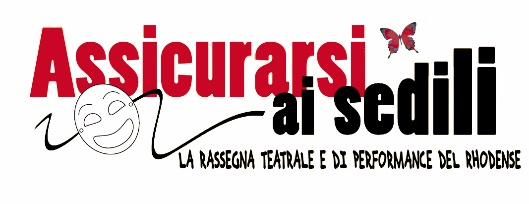 Assicurarsi
ai sedili
LA RASSEGNA TEATRALE E DI PERFORMANCE DEL RHODENSE